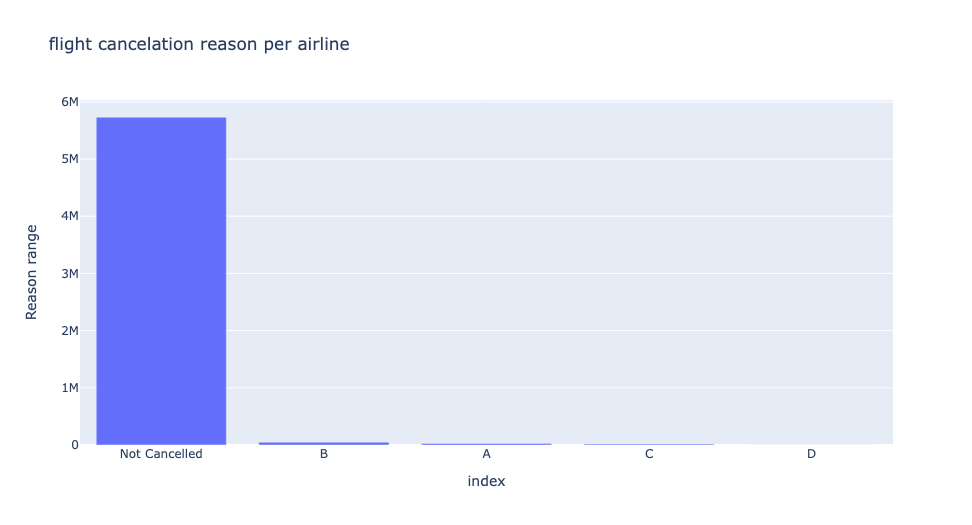 flight cancelation reason per airline
6M
5M
4M
3M
2M
1M
0
Reason range
Not Cancelled B A C D
index